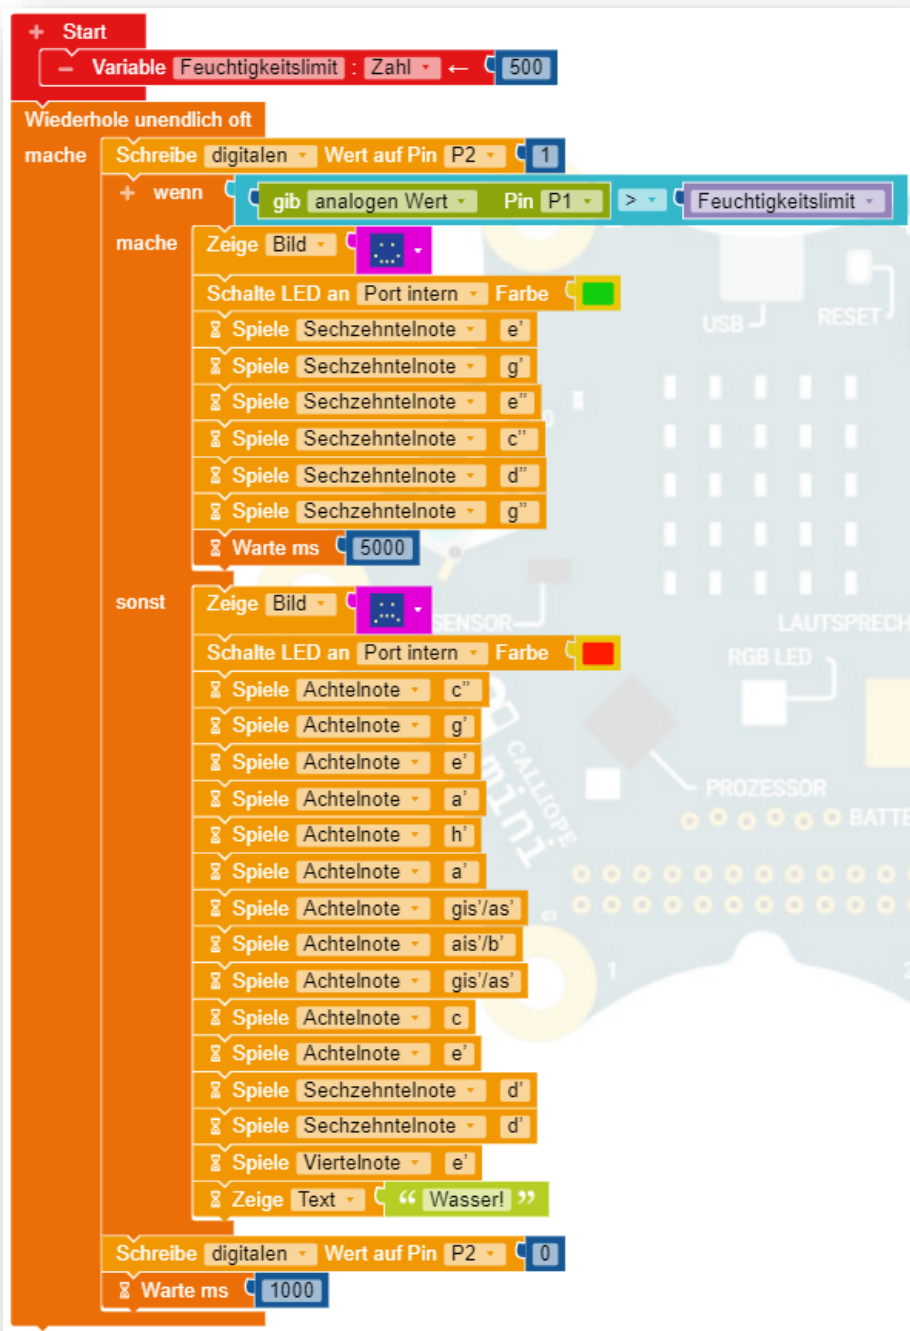 + Start
− Variable Feuchtigkeitslimit : Zahl ← 500
Wiederhole unendlich oft
mache Schreibe digitalen Wert auf Pin P2 1
+ wenn gib analogen Wert Pin P1 > Feuchtigkeitslimit
mache Zeige Bild
Schalte LED an Port intern Farbe
Spiele Sechzehntelnote e’
USB
RESET
Spiele Sechzehntelnote g’
Spiele Sechzehntelnote e”
0
Spiele Sechzehntelnote c”
Spiele Sechzehntelnote d”
Spiele Sechzehntelnote g”
Warte ms 5000
sonst Zeige Bild
SENSOR
LAUTSPRECH
Schalte LED an Port intern Farbe
RGB LED
Spiele Achtelnote c”
Spiele Achtelnote g’
Spiele Achtelnote e’
CALLIOPE
mini
PROZESSOR
Spiele Achtelnote a’
BATTE
Spiele Achtelnote h’
Spiele Achtelnote a’
Spiele Achtelnote gis’/as’
Spiele Achtelnote ais’/b’
1
2
Spiele Achtelnote gis’/as’
Spiele Achtelnote c
Spiele Achtelnote e’
Spiele Sechzehntelnote d’
Spiele Sechzehntelnote d’
Spiele Viertelnote e’
Zeige Text “ Wasser! ”
Schreibe digitalen Wert auf Pin P2 0
Warte ms 1000